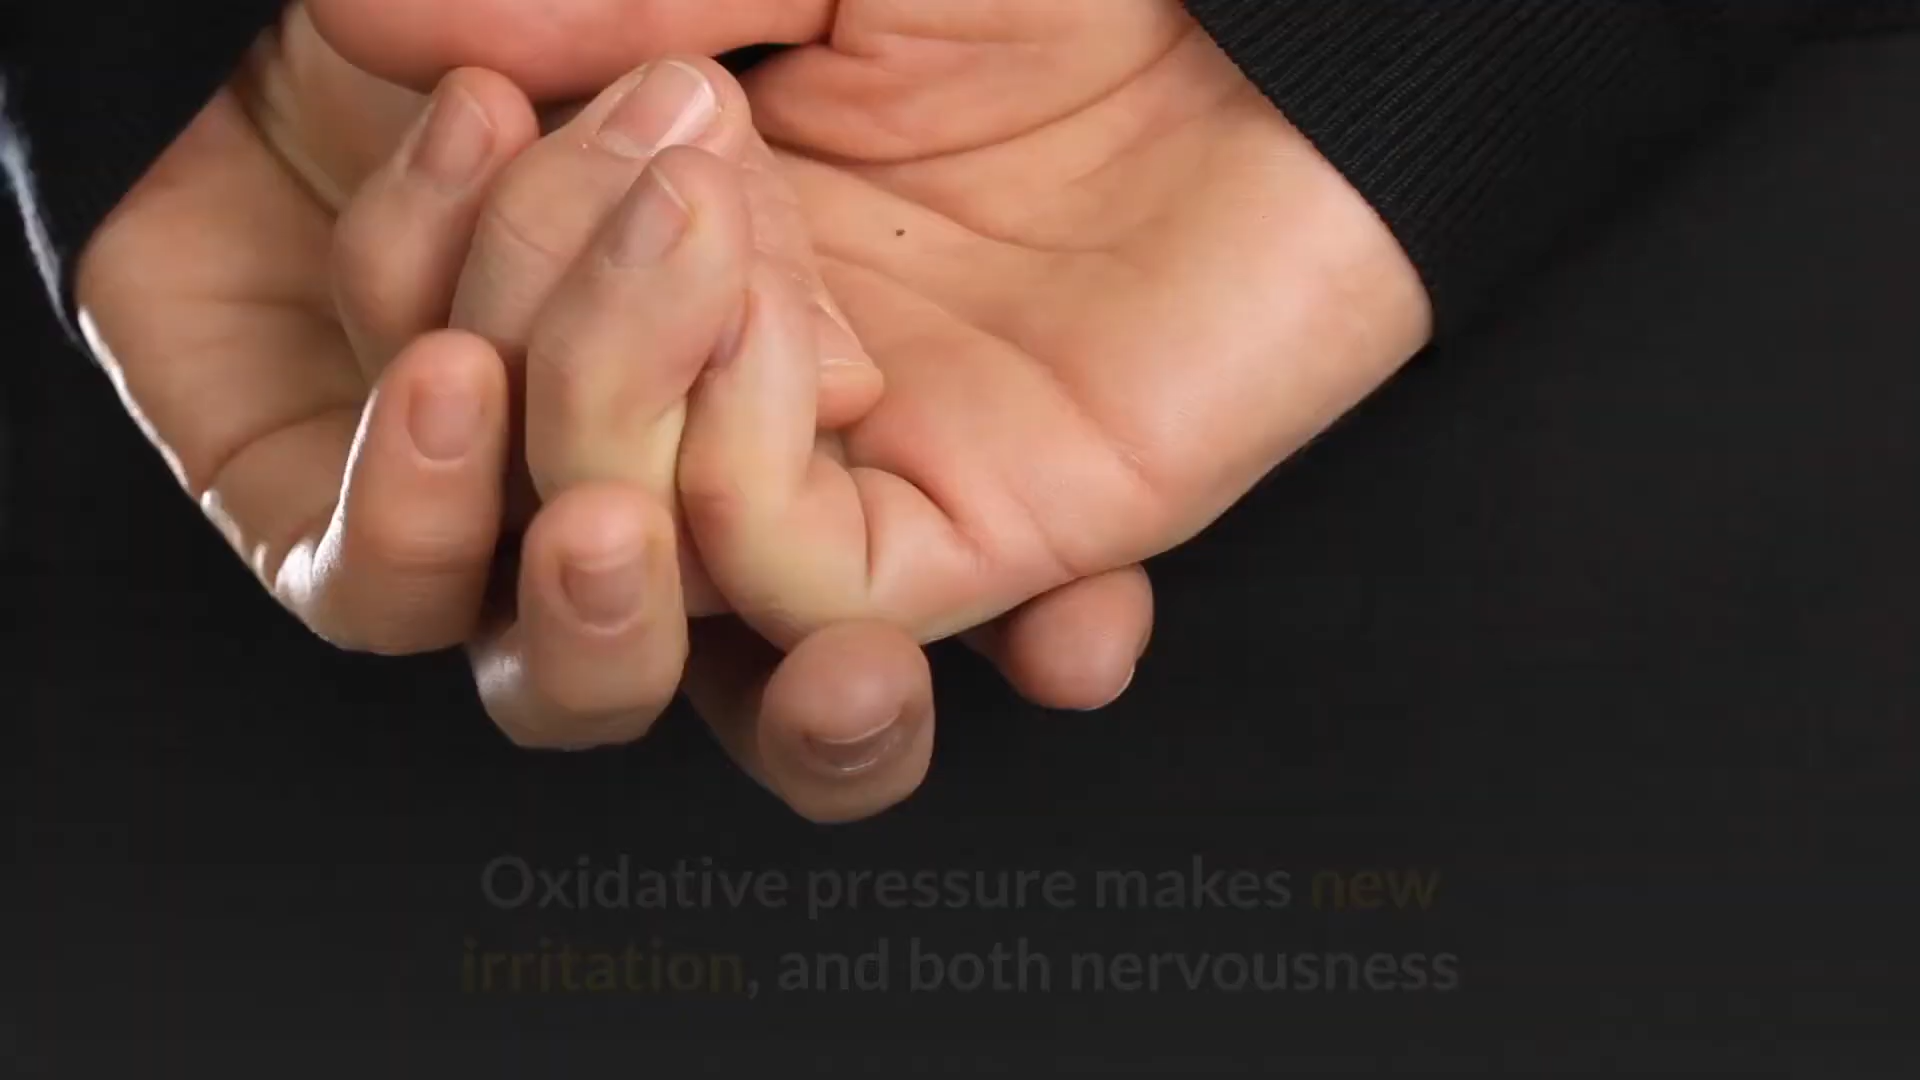 Oxidative pressure makes new
irritation, and both nervousness